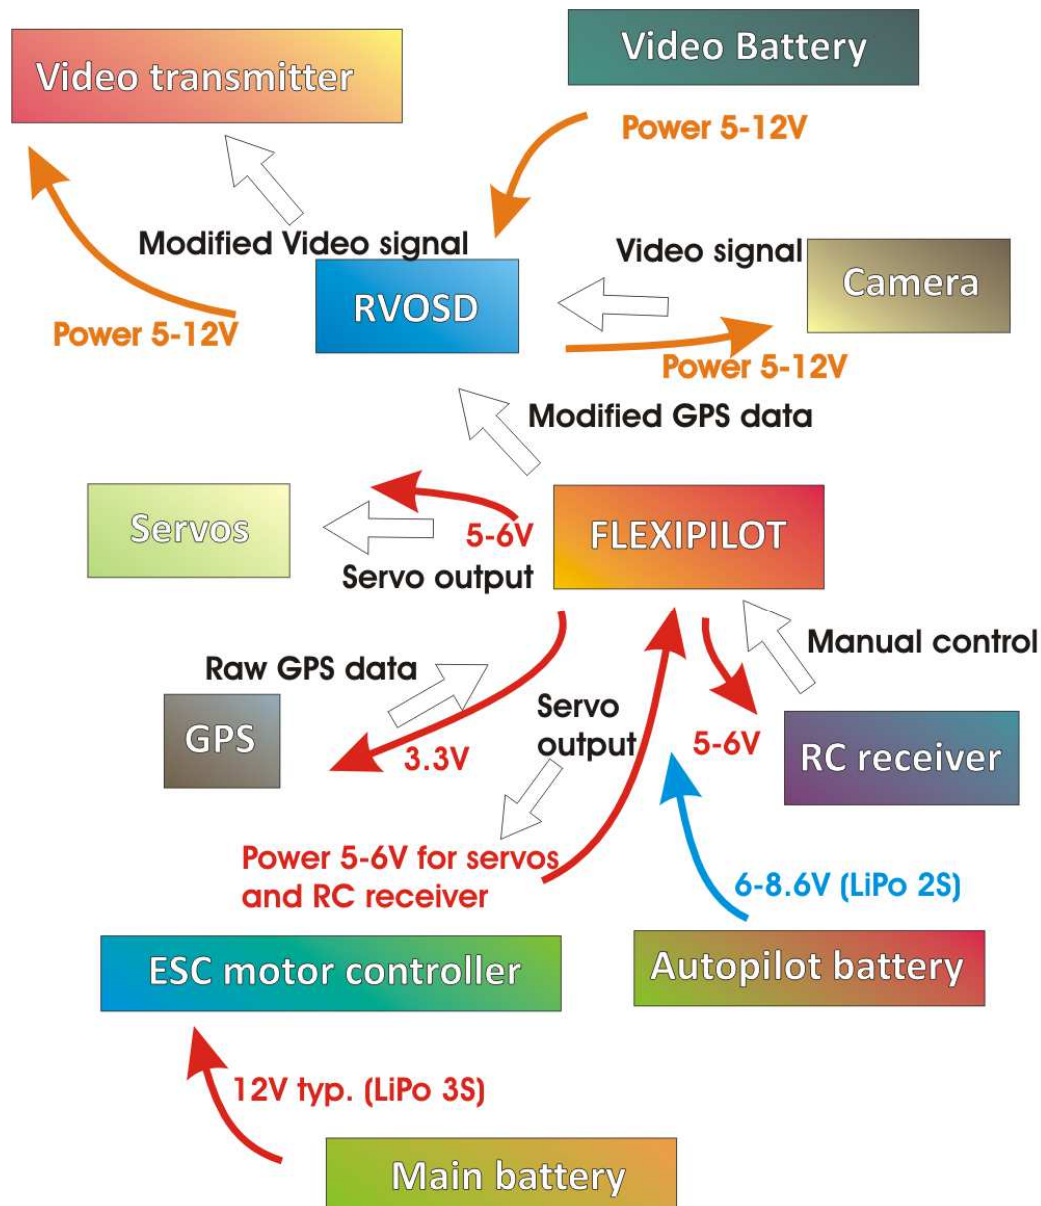 Video transmitter
Video Battery
Power 5-12V
Modified Video signal
Video signal
RVOSD
Camera
Power 5-12V
Power 5-12V
Modified GPS data
Servos
5-6V
FLEXIPILOT
Servo output
Manual control
Raw GPS data
Servo
output
GPS
3.3V
5-6V
RC receiver
Power 5-6V for servos
and RC receiver
6-8.6V (LiPo 2S)
ESC motor controller
Autopilot battery
12V typ. (LiPo 3S)
Main battery